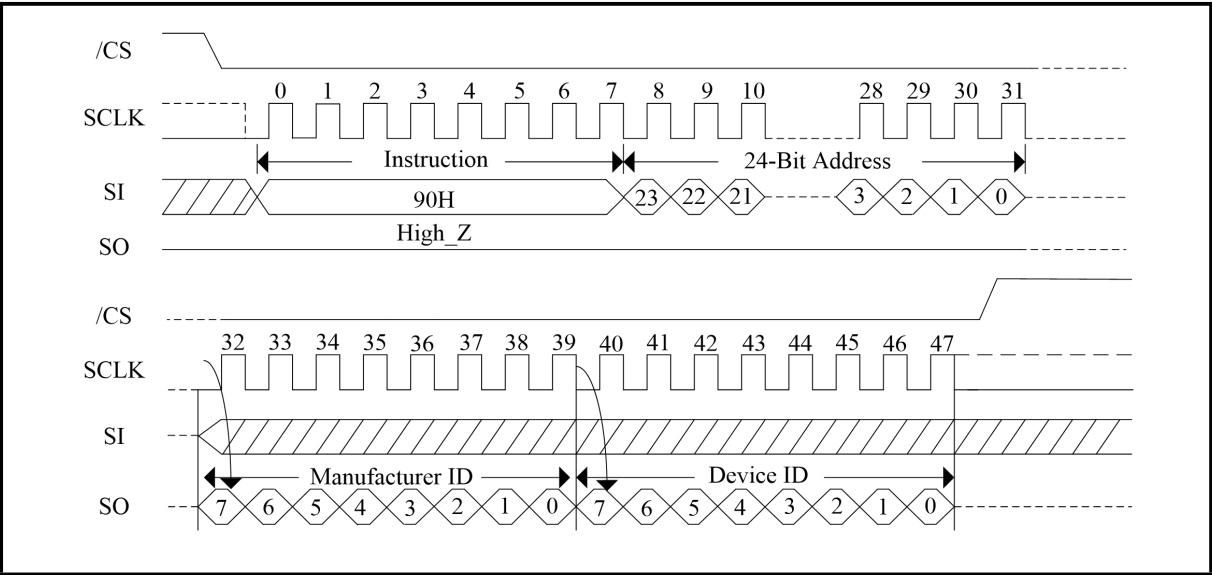 /CS
0 1 2 3 4 5 6 7 8 9 10 28 29 30 31
SCLK
Instruction 24-Bit Address
SI 90H 23 22 21 3 2 1 0
High_Z
SO
/CS
32 33 34 35 36 37 38 39 40 41 42 43 44 45 46 47
SCLK
SI
Manufacturer ID Device ID
SO 7 6 5 4 3 2 1 0 7 6 5 4 3 2 1 0